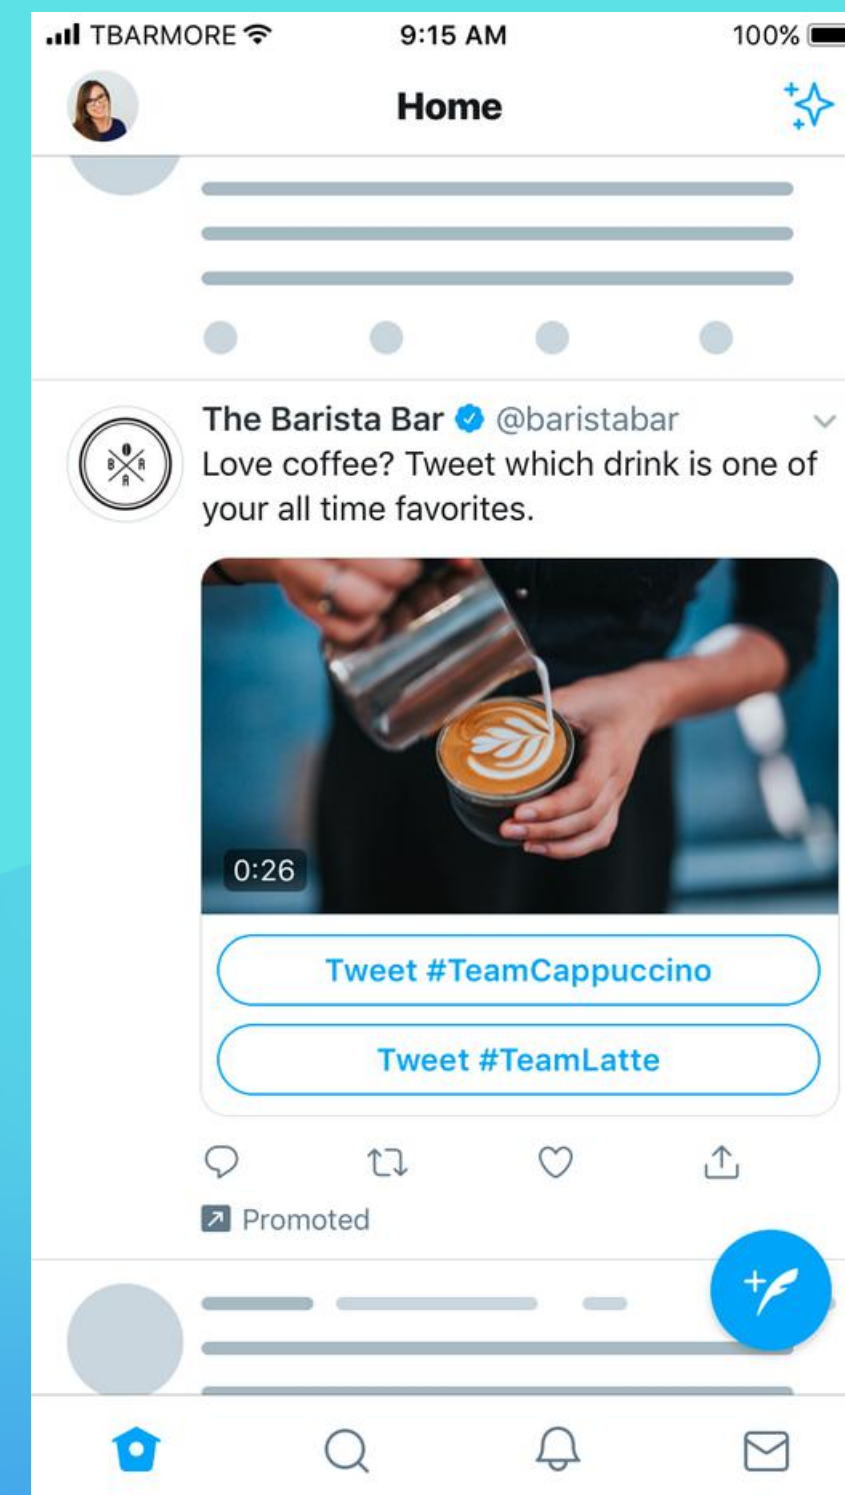 TBARMORE 9:15 AM 100%
Home
The Barista Bar @baristabar
Love coffee? Tweet which drink is one of
your all time favorites.
B A R
A
0:26
Tweet #TeamCappuccino
Tweet #TeamLatte
Promoted